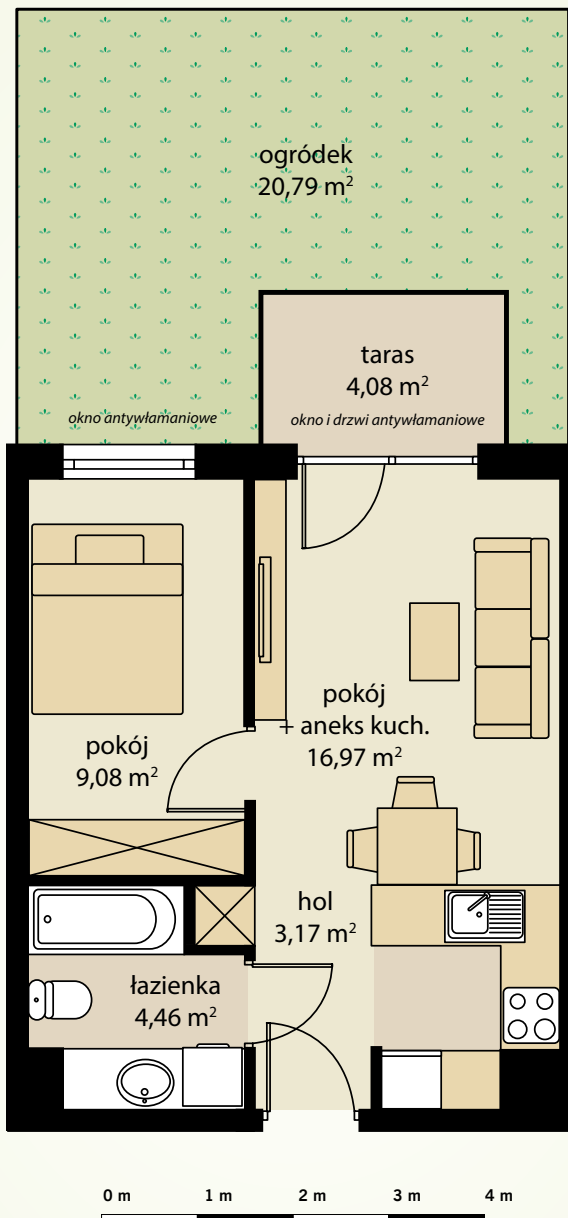 ogródek
20,79 m²
taras
4,08 m²
okno antywłamaniowe
okno i drzwi antywłamaniowe
pokój
+ aneks kuch.
16,97 m²
pokój
9,08 m²
hol
3,17 m²
łazienka
4,46 m²
0 m 1 m 2 m 3 m 4 m